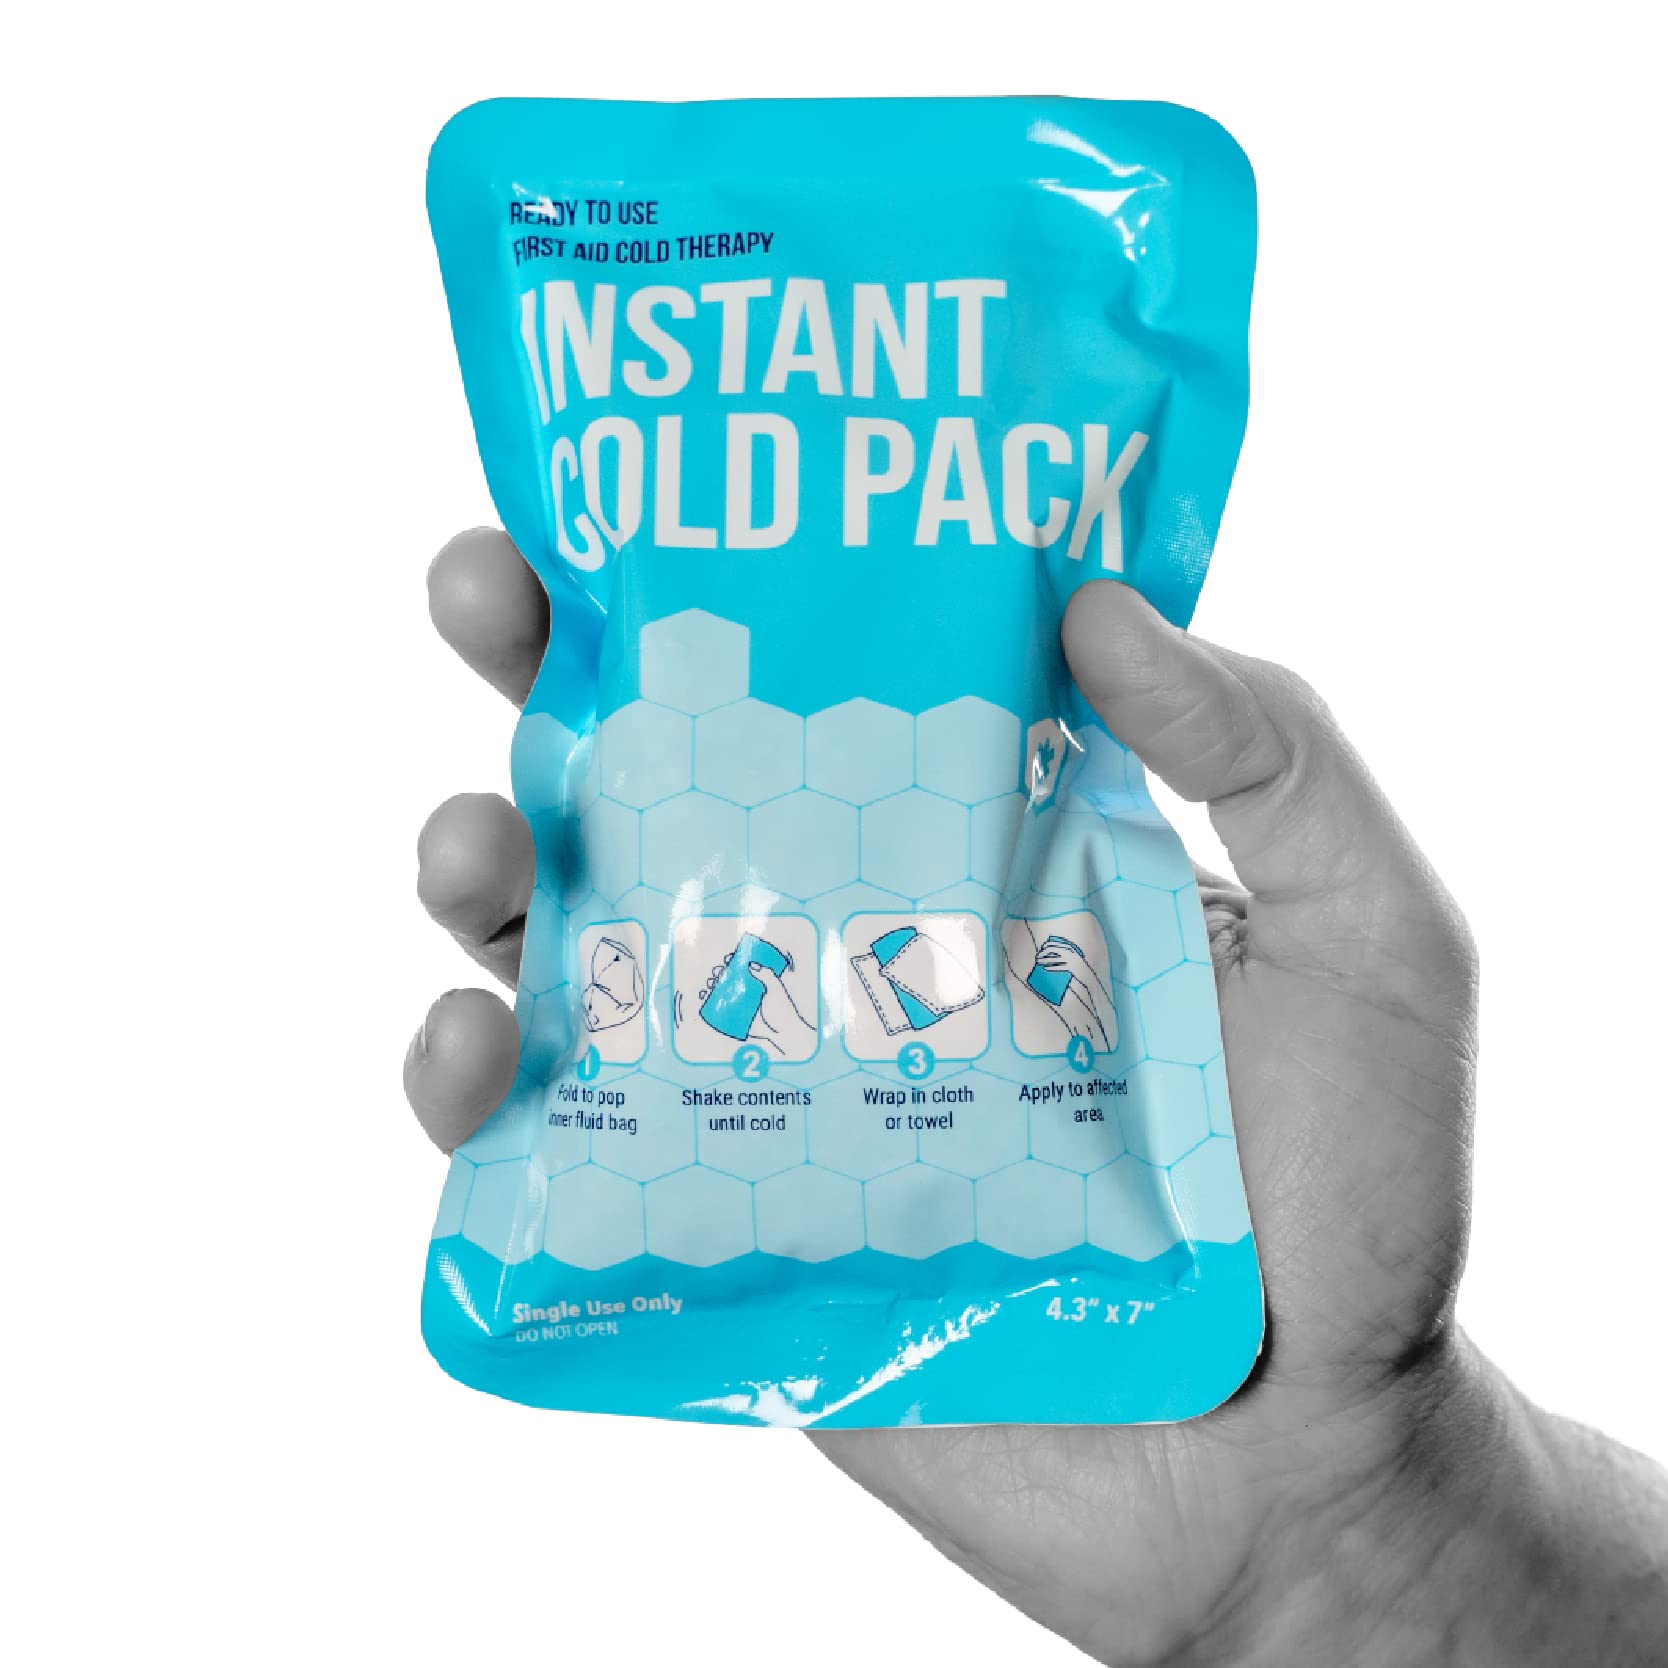 READY TO USE
FIRST AID COLD THERAPY
INSTANT
COLD PACK
1
Fold to pop
inner fluid bag
2
Shake contents
until cold
3
Wrap in cloth
or towel
4
Apply to affected
area
Single Use Only
DO NOT OPEN
4.3" x 7"